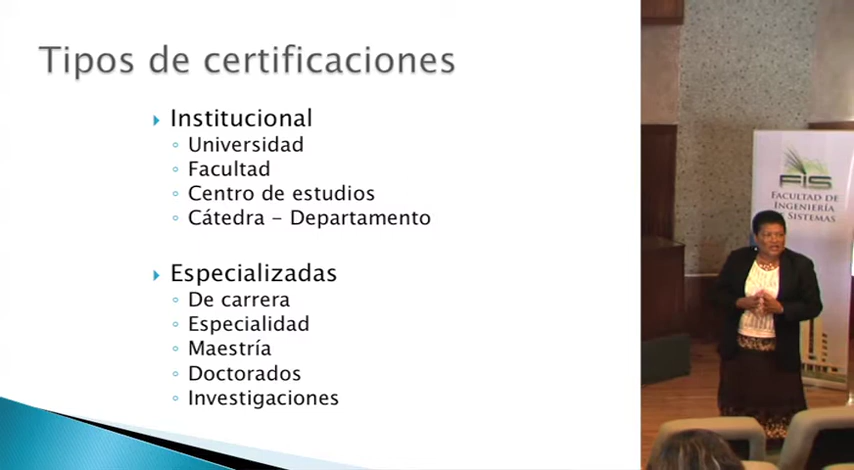 Tipos de certificaciones
Institucional
Universidad
Facultad
Centro de estudios
Cátedra - Departamento
Especializadas
De carrera
Especialidad
Maestría
Doctorados
Investigaciones
FIS
FACULTAD DE
INGENIERÍA
SISTEMAS